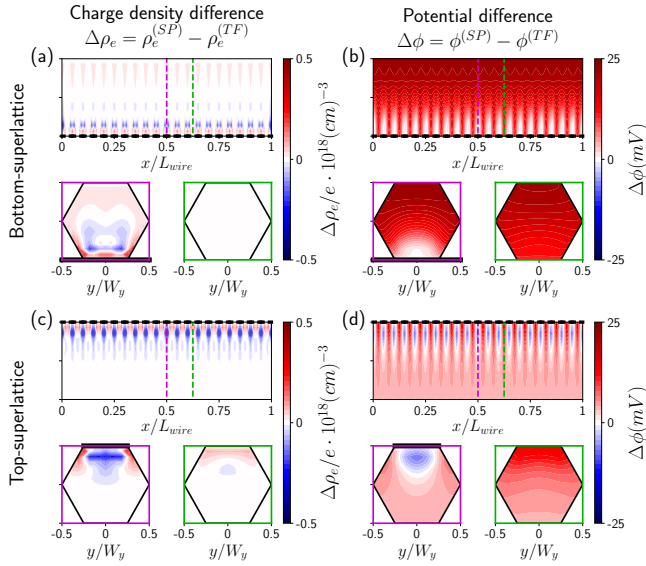 Charge density difference
Δρ_e = ρ_e^(SP) − ρ_e^(TF)
Potential difference
Δϕ = ϕ^(SP) − ϕ^(TF)
Bottom-superlattice
(a)
0 0.25 0.5 0.75 1
x/L_wire
-0.5 0 0.5
y/W_y
-0.5 0 0.5
y/W_y
0.5
0
-0.5
Δρ_e/e · 10^18(cm)^−3
(b)
0 0.25 0.5 0.75 1
x/L_wire
-0.5 0 0.5
y/W_y
-0.5 0 0.5
y/W_y
25
0
-25
Δϕ(mV)
Top-superlattice
(c)
0 0.25 0.5 0.75 1
x/L_wire
-0.5 0 0.5
y/W_y
-0.5 0 0.5
y/W_y
0.5
0
-0.5
Δρ_e/e · 10^18(cm)^−3
(d)
0 0.25 0.5 0.75 1
x/L_wire
-0.5 0 0.5
y/W_y
-0.5 0 0.5
y/W_y
25
0
-25
Δϕ(mV)